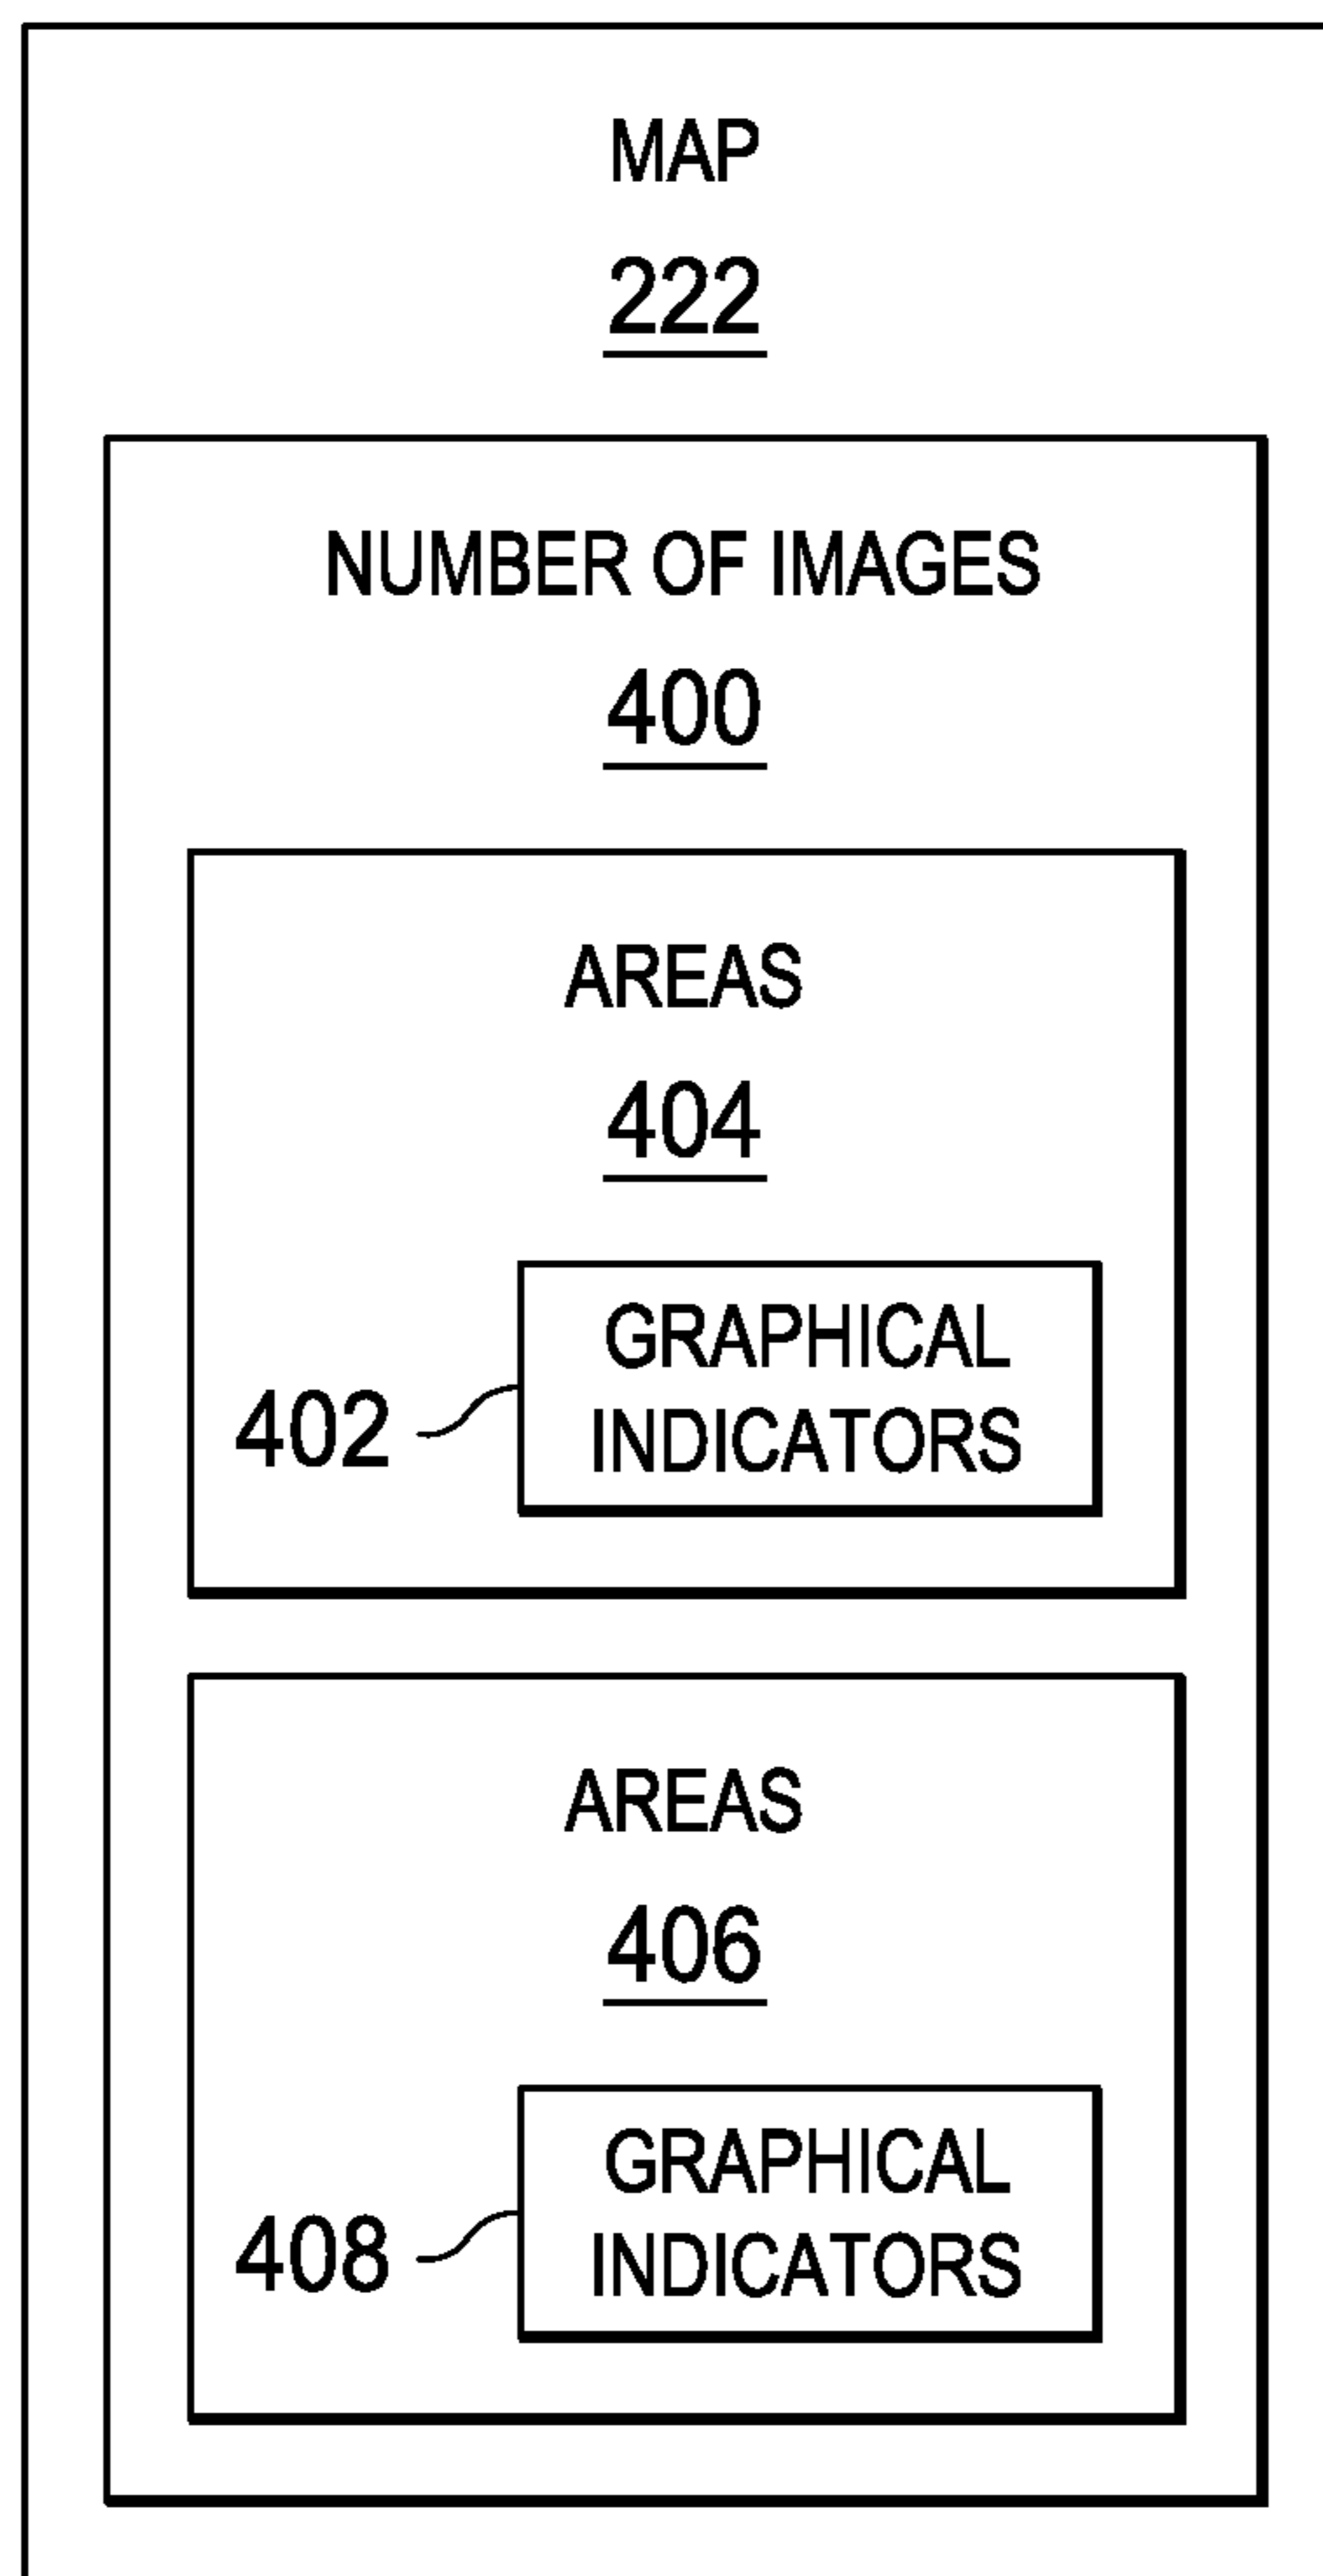 MAP
222
NUMBER OF IMAGES
400
AREAS
404
GRAPHICAL
INDICATORS
402
AREAS
406
GRAPHICAL
INDICATORS
408